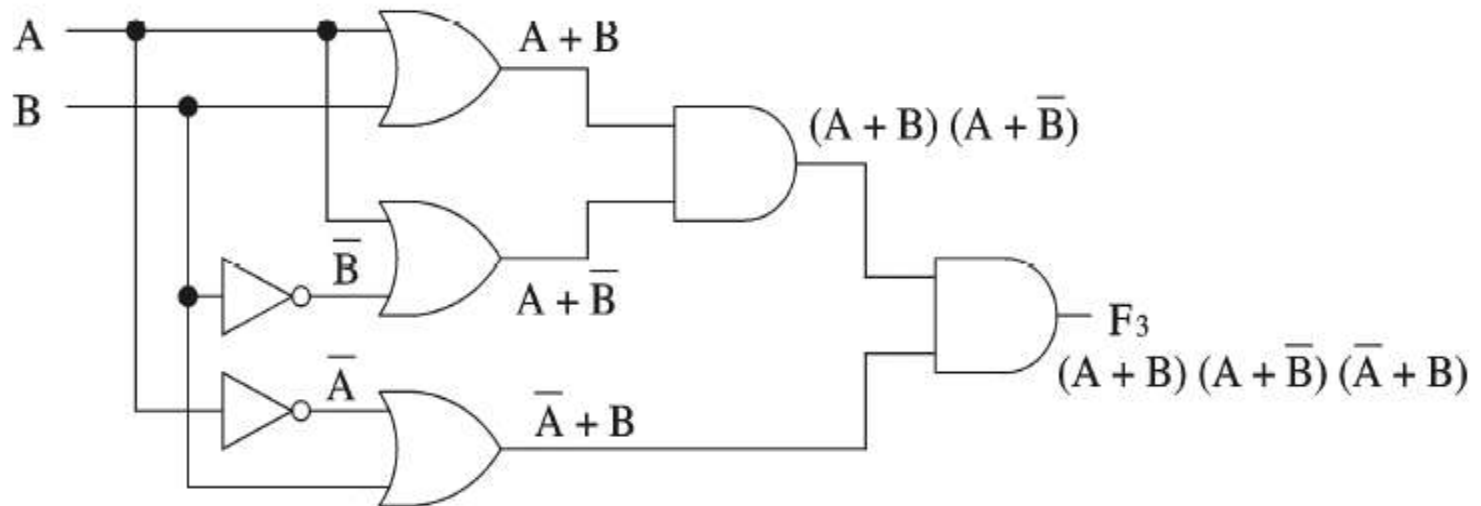 A
A + B
B
(A + B) (A + B̅)
B̅
A + B̅
F₃
A̅
(A + B) (A + B̅) (A̅ + B)
A̅ + B